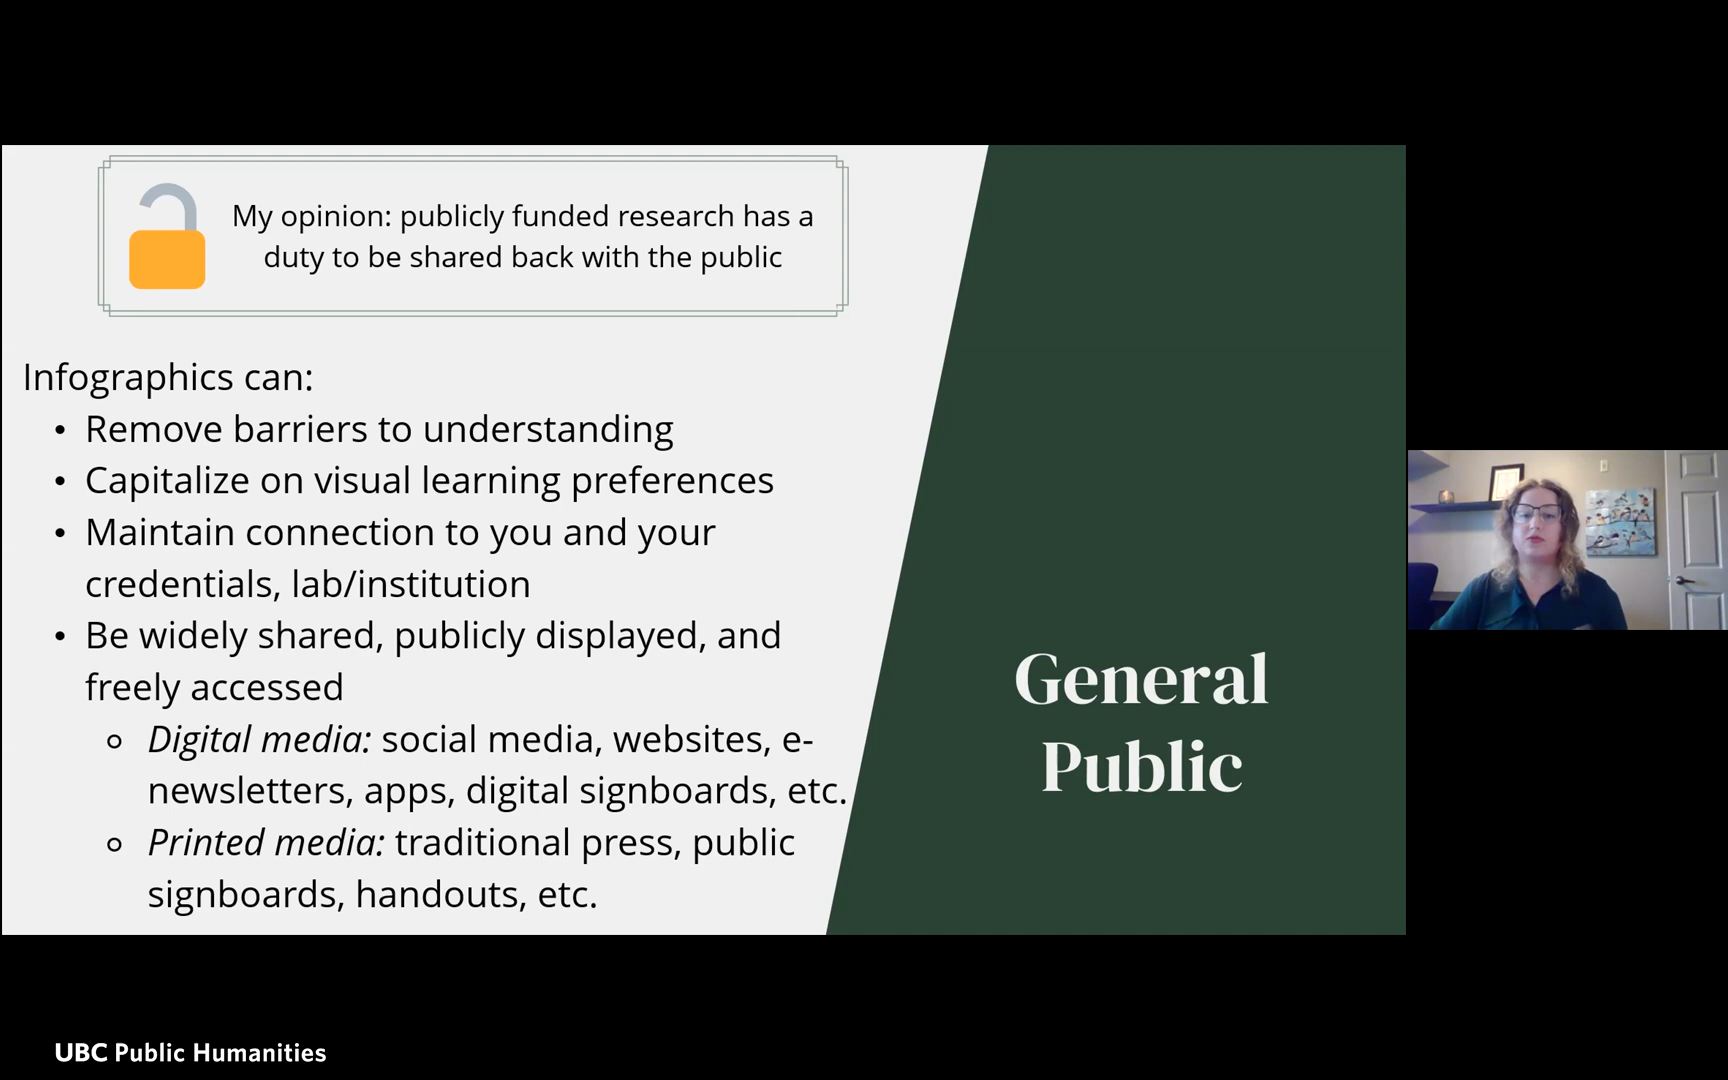 My opinion: publicly funded research has a
duty to be shared back with the public
Infographics can:
• Remove barriers to understanding
• Capitalize on visual learning preferences
• Maintain connection to you and your
credentials, lab/institution
• Be widely shared, publicly displayed, and
freely accessed
○ Digital media: social media, websites, e-
newsletters, apps, digital signboards, etc.
○ Printed media: traditional press, public
signboards, handouts, etc.
General
Public
UBC Public Humanities